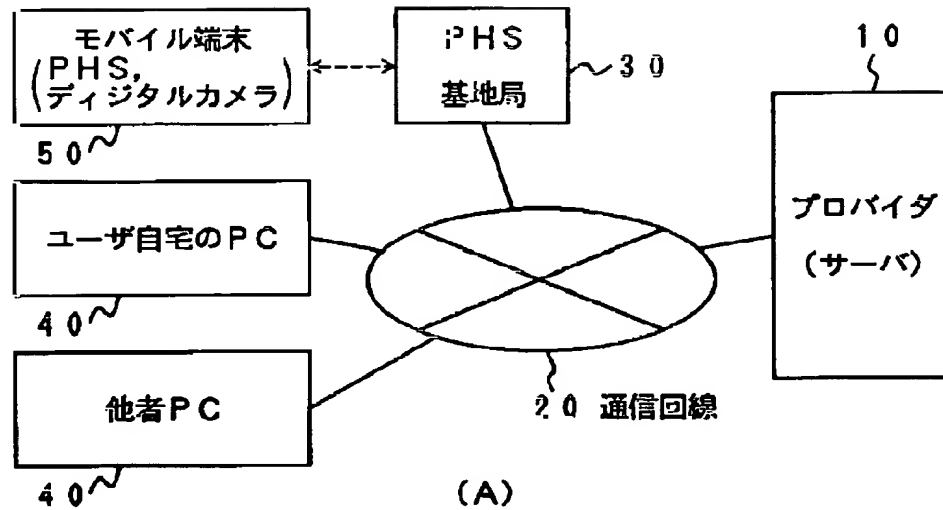 モバイル端末
(PHS,
ディジタルカメラ)
50
PHS
基地局
30
10
プロバイダ
(サーバ)
ユーザ自宅のPC
40
他者PC
40
20 通信回線
(A)